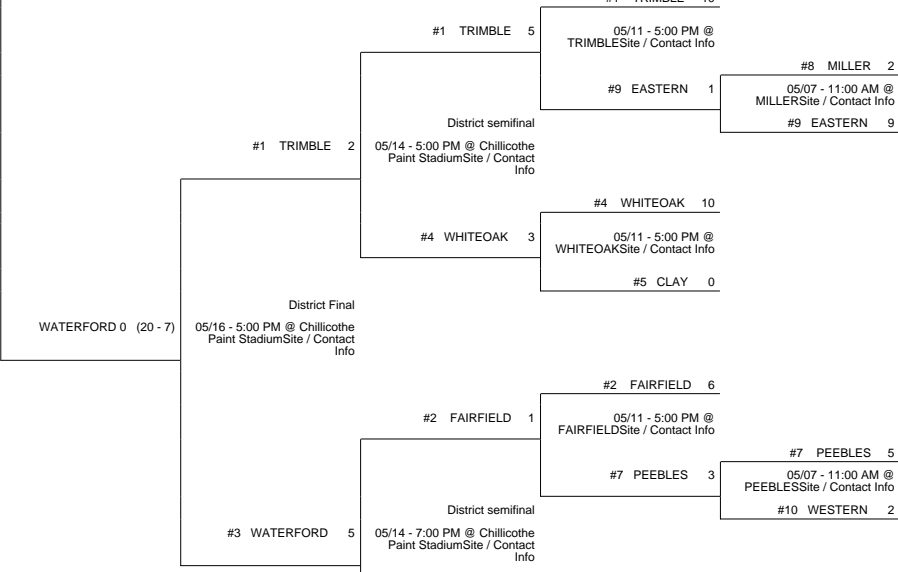 #1 TRIMBLE 5
05/11 - 5:00 PM @
TRIMBLESite / Contact Info
#8 MILLER 2
#9 EASTERN 1
05/07 - 11:00 AM @
MILLERSite / Contact Info
#9 EASTERN 9
District semifinal
#1 TRIMBLE 2
05/14 - 5:00 PM @ Chillicothe
Paint StadiumSite / Contact
Info
#4 WHITEOAK 10
#4 WHITEOAK 3
05/11 - 5:00 PM @
WHITEOAKSite / Contact Info
#5 CLAY 0
District Final
WATERFORD 0 (20 - 7)
05/16 - 5:00 PM @ Chillicothe
Paint StadiumSite / Contact
Info
#2 FAIRFIELD 6
#2 FAIRFIELD 1
05/11 - 5:00 PM @
FAIRFIELDSite / Contact Info
#7 PEEBLES 5
#7 PEEBLES 3
05/07 - 11:00 AM @
PEEBLESSite / Contact Info
#10 WESTERN 2
District semifinal
#3 WATERFORD 5
05/14 - 7:00 PM @ Chillicothe
Paint StadiumSite / Contact
Info